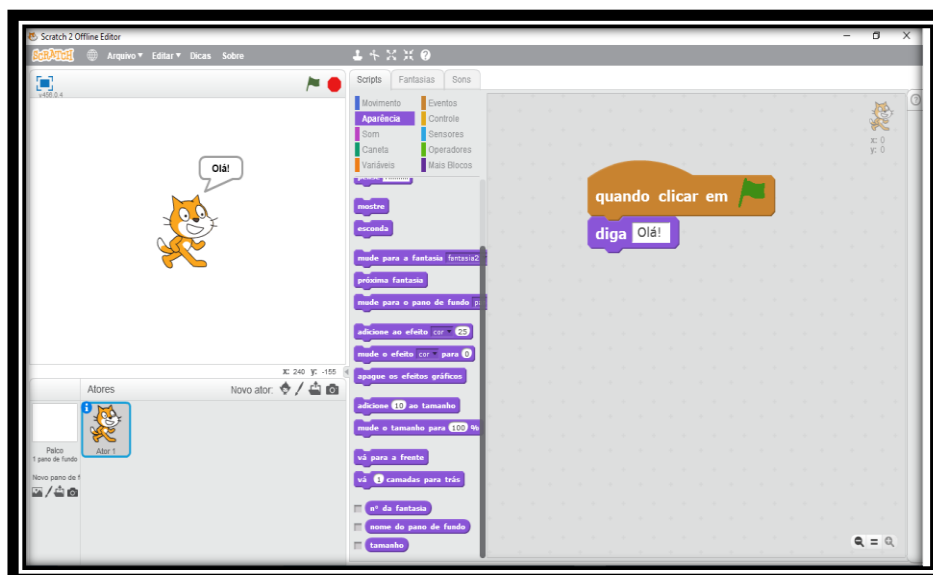 Scratch 2 Offline Editor
SCRATCH Arquivo Editar Dicas Sobre
v458.0.4
Olá!
X: 240 y: -155
Atores Novo ator:
Palco
1 pano de fundo
Ator 1
Novo pano de f
Scripts Fantasias Sons
Movimento Eventos
Aparência Controle
Som Sensores
Caneta Operadores
Variáveis Mais Blocos
mostre
esconda
mude para a fantasia fantasia2
próxima fantasia
mude para o pano de fundo
adicione ao efeito cor 25
mude o efeito cor para 0
apague os efeitos gráficos
adicione 10 ao tamanho
mude o tamanho para 100 %
vá para a frente
vá 1 camadas para trás
nº da fantasia
nome do pano de fundo
tamanho
quando clicar em
diga Olá!
x: 0
y: 0